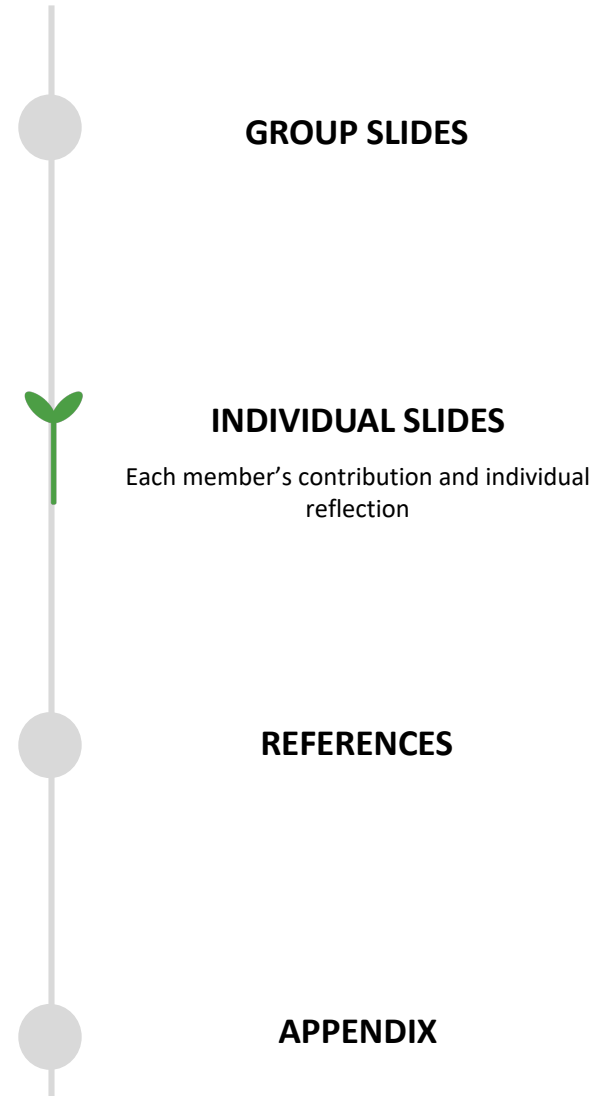 GROUP SLIDES
INDIVIDUAL SLIDES
Each member’s contribution and individual
reflection
REFERENCES
APPENDIX